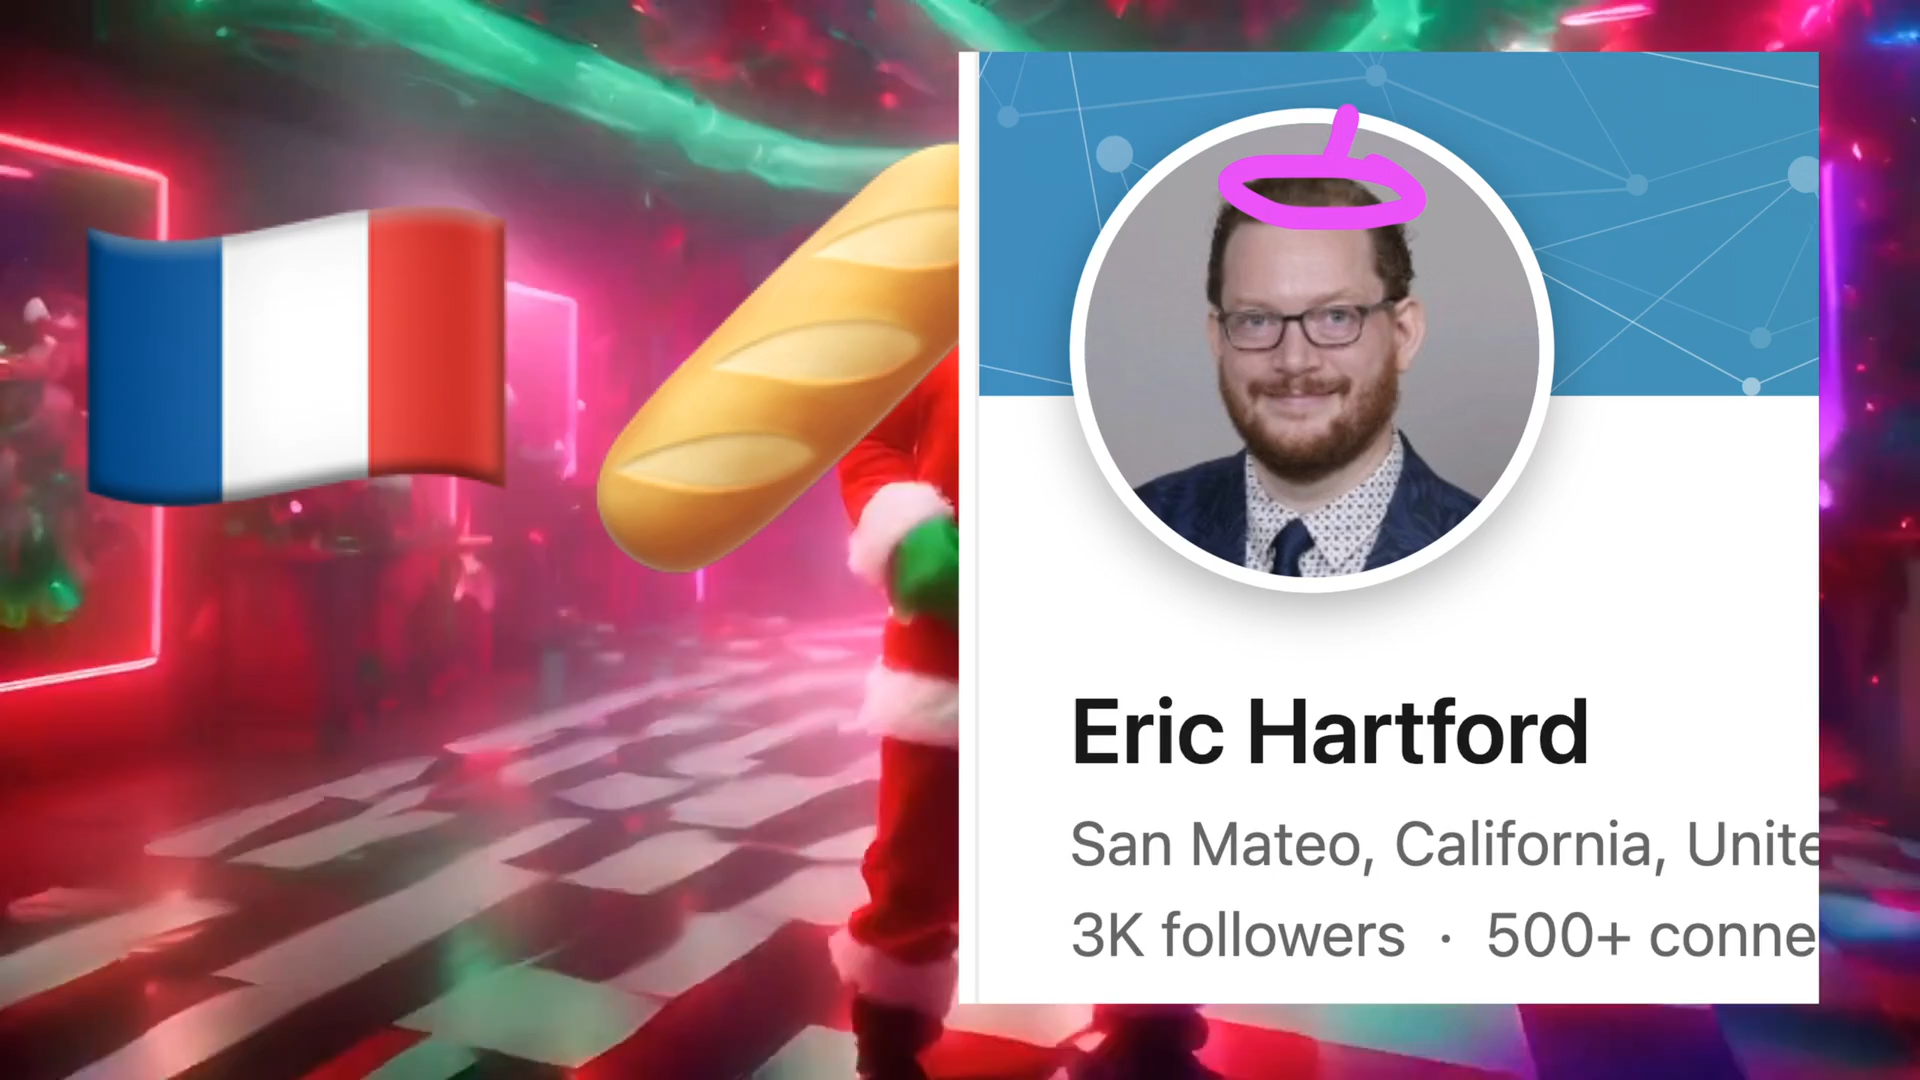 Eric Hartford
San Mateo, California, Unite
3K followers · 500+ conne